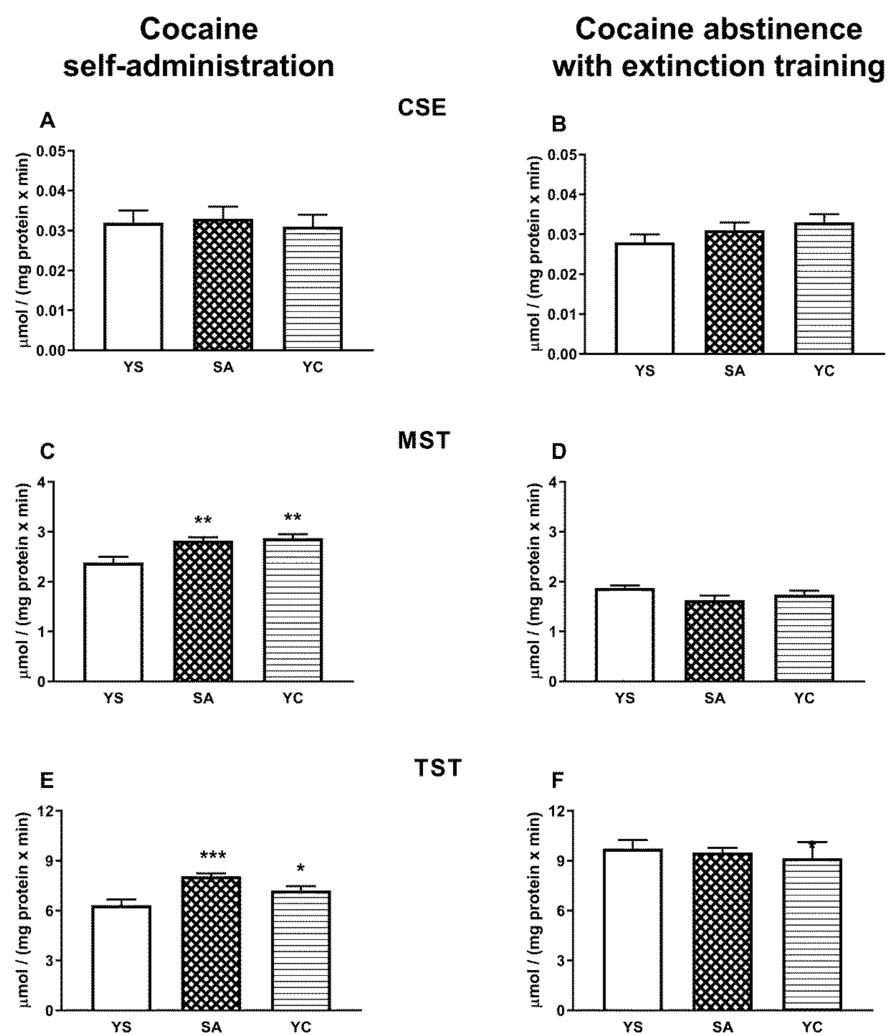 Cocaine
self-administration
Cocaine abstinence
with extinction training
CSE
A
µmol / (mg protein x min)
0.05
0.04
0.03
0.02
0.01
0.00
YS SA YC
B
µmol / (mg protein x min)
0.05
0.04
0.03
0.02
0.01
0.00
YS SA YC
MST
C
µmol / (mg protein x min)
4
3
2
1
0
** **
YS SA YC
D
µmol / (mg protein x min)
4
3
2
1
0
YS SA YC
TST
E
µmol / (mg protein x min)
12
9
6
3
0
*** *
YS SA YC
F
µmol / (mg protein x min)
12
9
6
3
0
*
YS SA YC